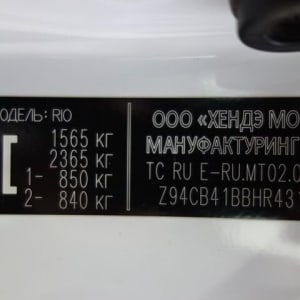 ОДЕЛЬ: RIO
1565 КГ
2365 КГ
1- 850 КГ
2- 840 КГ
ООО «ХЕНДЭ МО
МАНУФАКТУРИНГ
ТС RU E-RU.MT02.
Z94CB41BBHR43